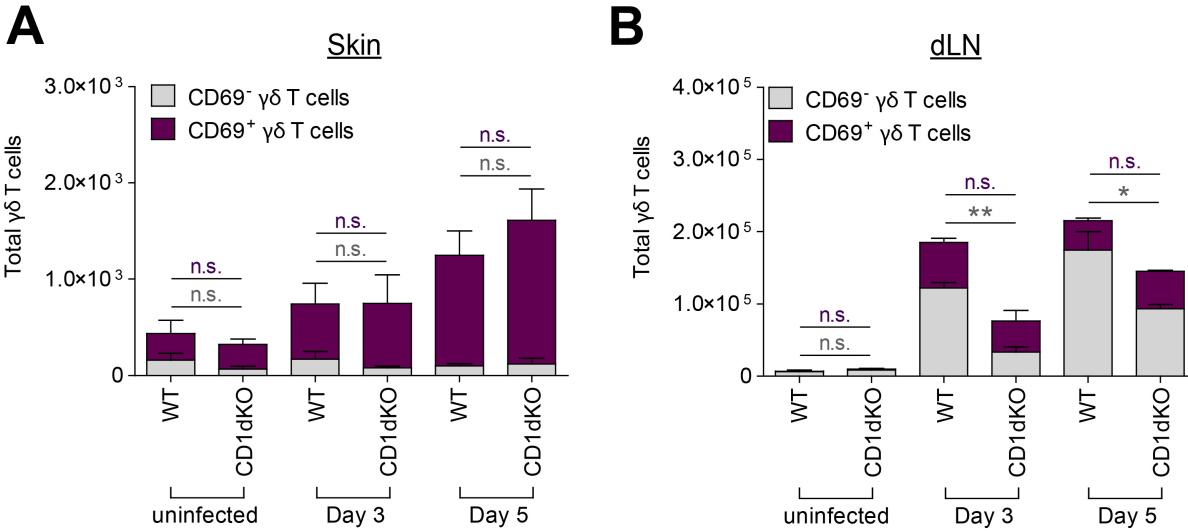 A
Skin
3.0×10³
2.0×10³
1.0×10³
0
Total γδ T cells
CD69⁻ γδ T cells
CD69⁺ γδ T cells
n.s.
n.s.
n.s.
n.s.
n.s.
n.s.
WT
CD1dKO
WT
CD1dKO
WT
CD1dKO
uninfected
Day 3
Day 5
B
dLN
4.0×10⁵
3.0×10⁵
2.0×10⁵
1.0×10⁵
0
Total γδ T cells
CD69⁻ γδ T cells
CD69⁺ γδ T cells
n.s.
n.s.
n.s.
**
n.s.
*
WT
CD1dKO
WT
CD1dKO
WT
CD1dKO
uninfected
Day 3
Day 5